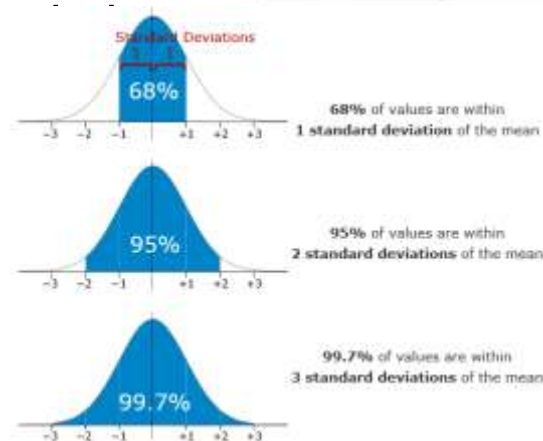 Standard Deviations
1 1
68%
-3 -2 -1 0 +1 +2 +3
68% of values are within
1 standard deviation of the mean
95%
-3 -2 -1 0 +1 +2 +3
95% of values are within
2 standard deviations of the mean
99.7%
-3 -2 -1 0 +1 +2 +3
99.7% of values are within
3 standard deviations of the mean